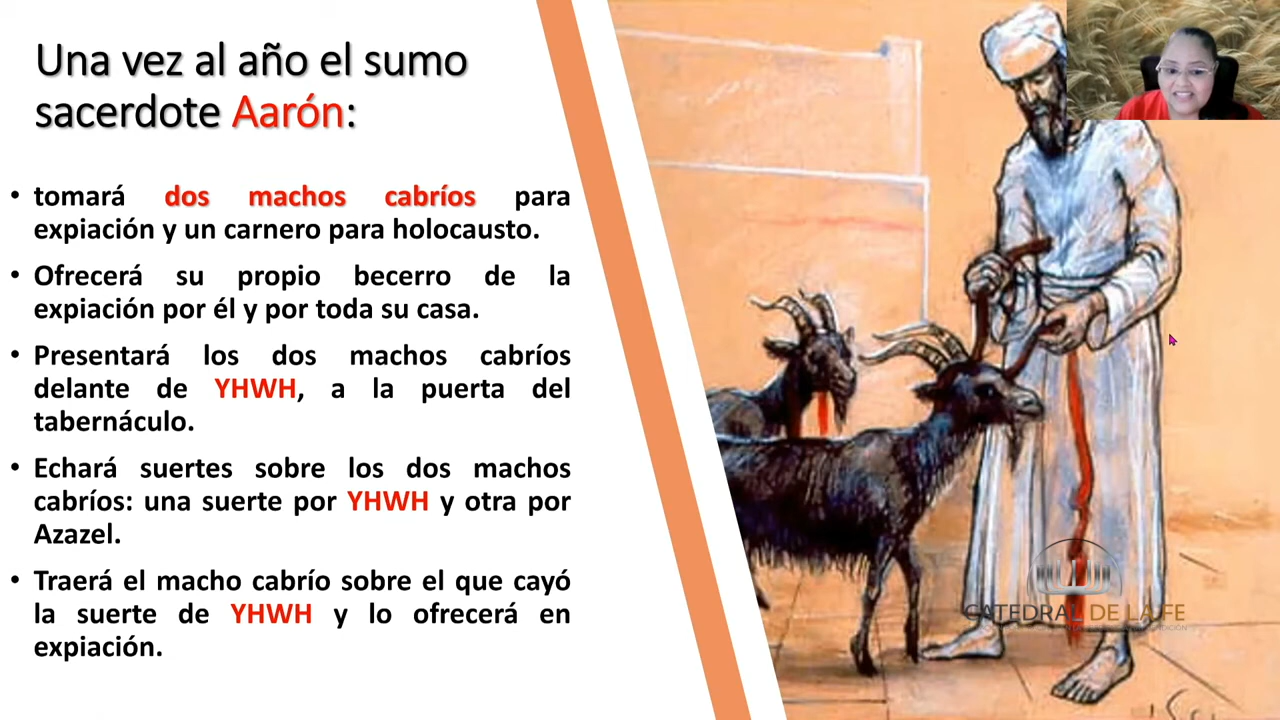 Una vez al año el sumo
sacerdote Aarón:
• tomará dos machos cabríos para
expiación y un carnero para holocausto.
• Ofrecerá su propio becerro de la
expiación por él y por toda su casa.
• Presentará los dos machos cabríos
delante de YHWH, a la puerta del
tabernáculo.
• Echará suertes sobre los dos machos
cabríos: una suerte por YHWH y otra por
Azazel.
• Traerá el macho cabrío sobre el que cayó
la suerte de YHWH y lo ofrecerá en
expiación.
CATEDRAL DE LA FE